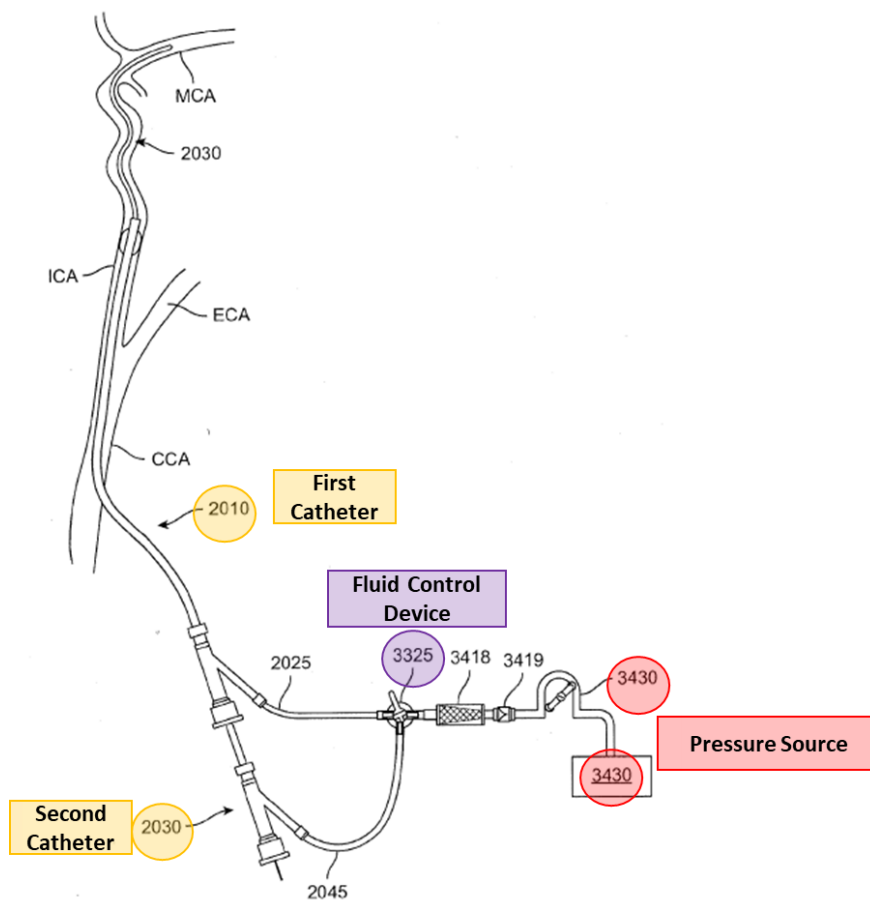 MCA
2030
ICA
ECA
CCA
2010
First
Catheter
Fluid Control
Device
3325
3418
3419
2025
3430
Pressure Source
3430
Second
Catheter
2030
2045